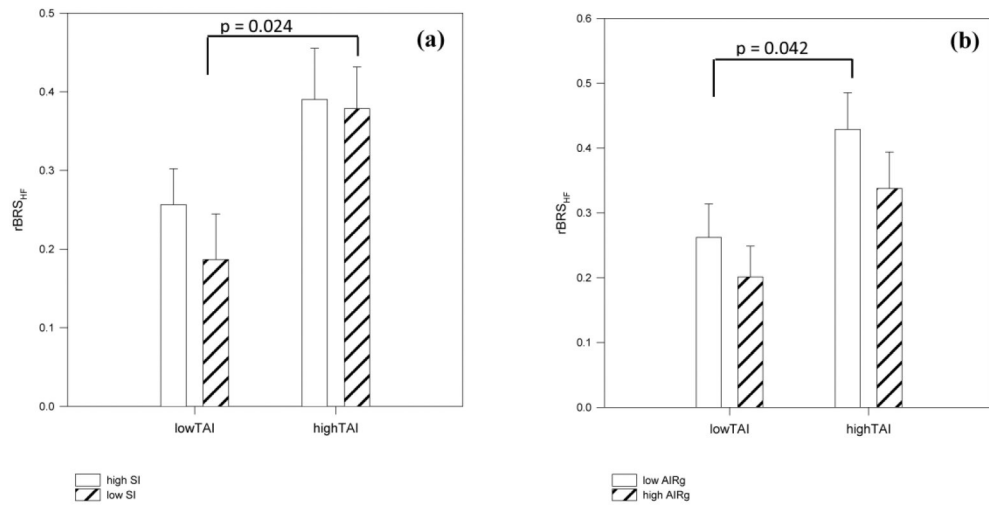 p = 0.024
(a)
0.5
0.4
0.3
0.2
0.1
0.0
rBRS_HF
lowTAI highTAI
high SI
low SI
p = 0.042
(b)
0.6
0.5
0.4
0.3
0.2
0.1
0.0
rBRS_HF
lowTAI highTAI
low AIRg
high AIRg